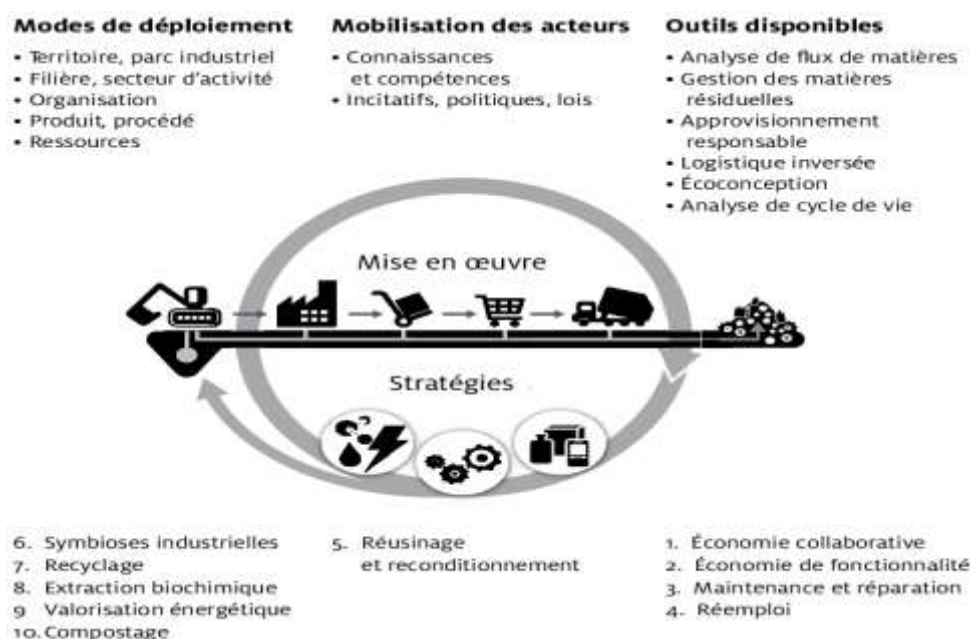 Modes de déploiement
• Territoire, parc industriel
• Filière, secteur d'activité
• Organisation
• Produit, procédé
• Ressources
Mobilisation des acteurs
• Connaissances
et compétences
• Incitatifs, politiques, lois
Outils disponibles
• Analyse de flux de matières
• Gestion des matières
résiduelles
• Approvisionnement
responsable
• Logistique inversée
• Écoconception
• Analyse de cycle de vie
Mise en œuvre
Stratégies
6. Symbioses industrielles
7. Recyclage
8. Extraction biochimique
9 Valorisation énergétique
10. Compostage
5. Réusinage
et reconditionnement
1. Économie collaborative
2. Économie de fonctionnalité
3. Maintenance et réparation
4. Réemploi